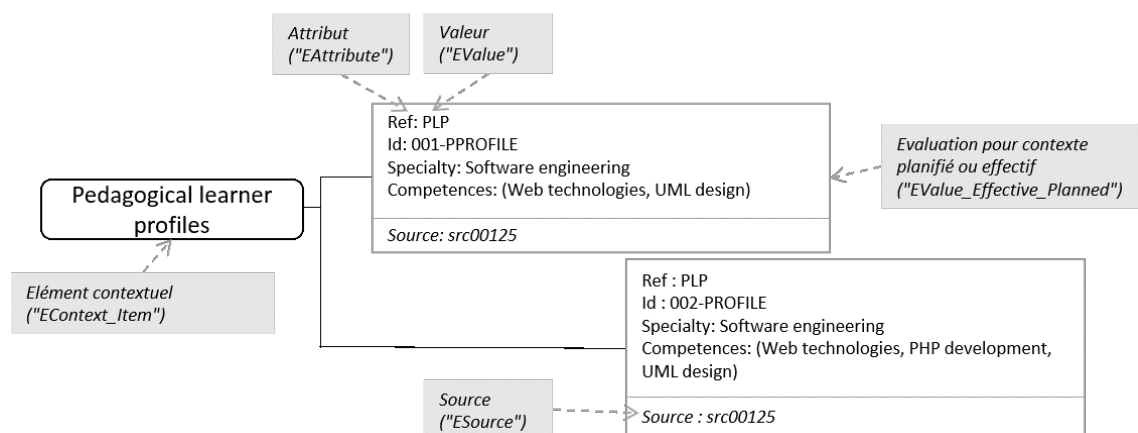 Attribut
("EAttribute")
Valeur
("EValue")
Ref: PLP
Id: 001-PPROFILE
Specialty: Software engineering
Competences: (Web technologies, UML design)
Source: src00125
Evaluation pour contexte
planifié ou effectif
("EValue_Effective_Planned")
Pedagogical learner
profiles
Elément contextuel
("EContext_Item")
Ref : PLP
Id : 002-PROFILE
Specialty: Software engineering
Competences: (Web technologies, PHP development,
UML design)
Source : src00125
Source
("ESource")